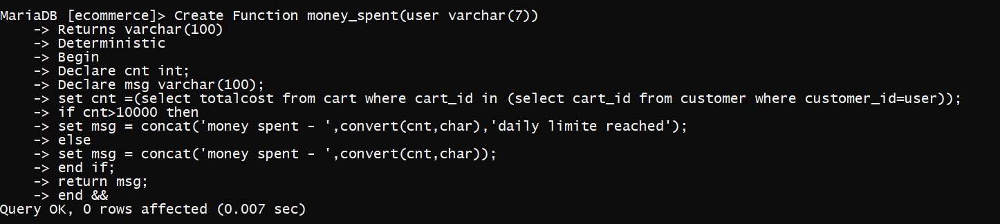 MariaDB [ecommerce]> Create Function money_spent(user varchar(7))
    -> Returns varchar(100)
    -> Deterministic
    -> Begin
    -> Declare cnt int;
    -> Declare msg varchar(100);
    -> set cnt =(select totalcost from cart where cart_id in (select cart_id from customer where customer_id=user));
    -> if cnt>10000 then
    -> set msg = concat('money spent - ',convert(cnt,char),'daily limite reached');
    -> else
    -> set msg = concat('money spent - ',convert(cnt,char));
    -> end if;
    -> return msg;
    -> end &&
Query OK, 0 rows affected (0.007 sec)